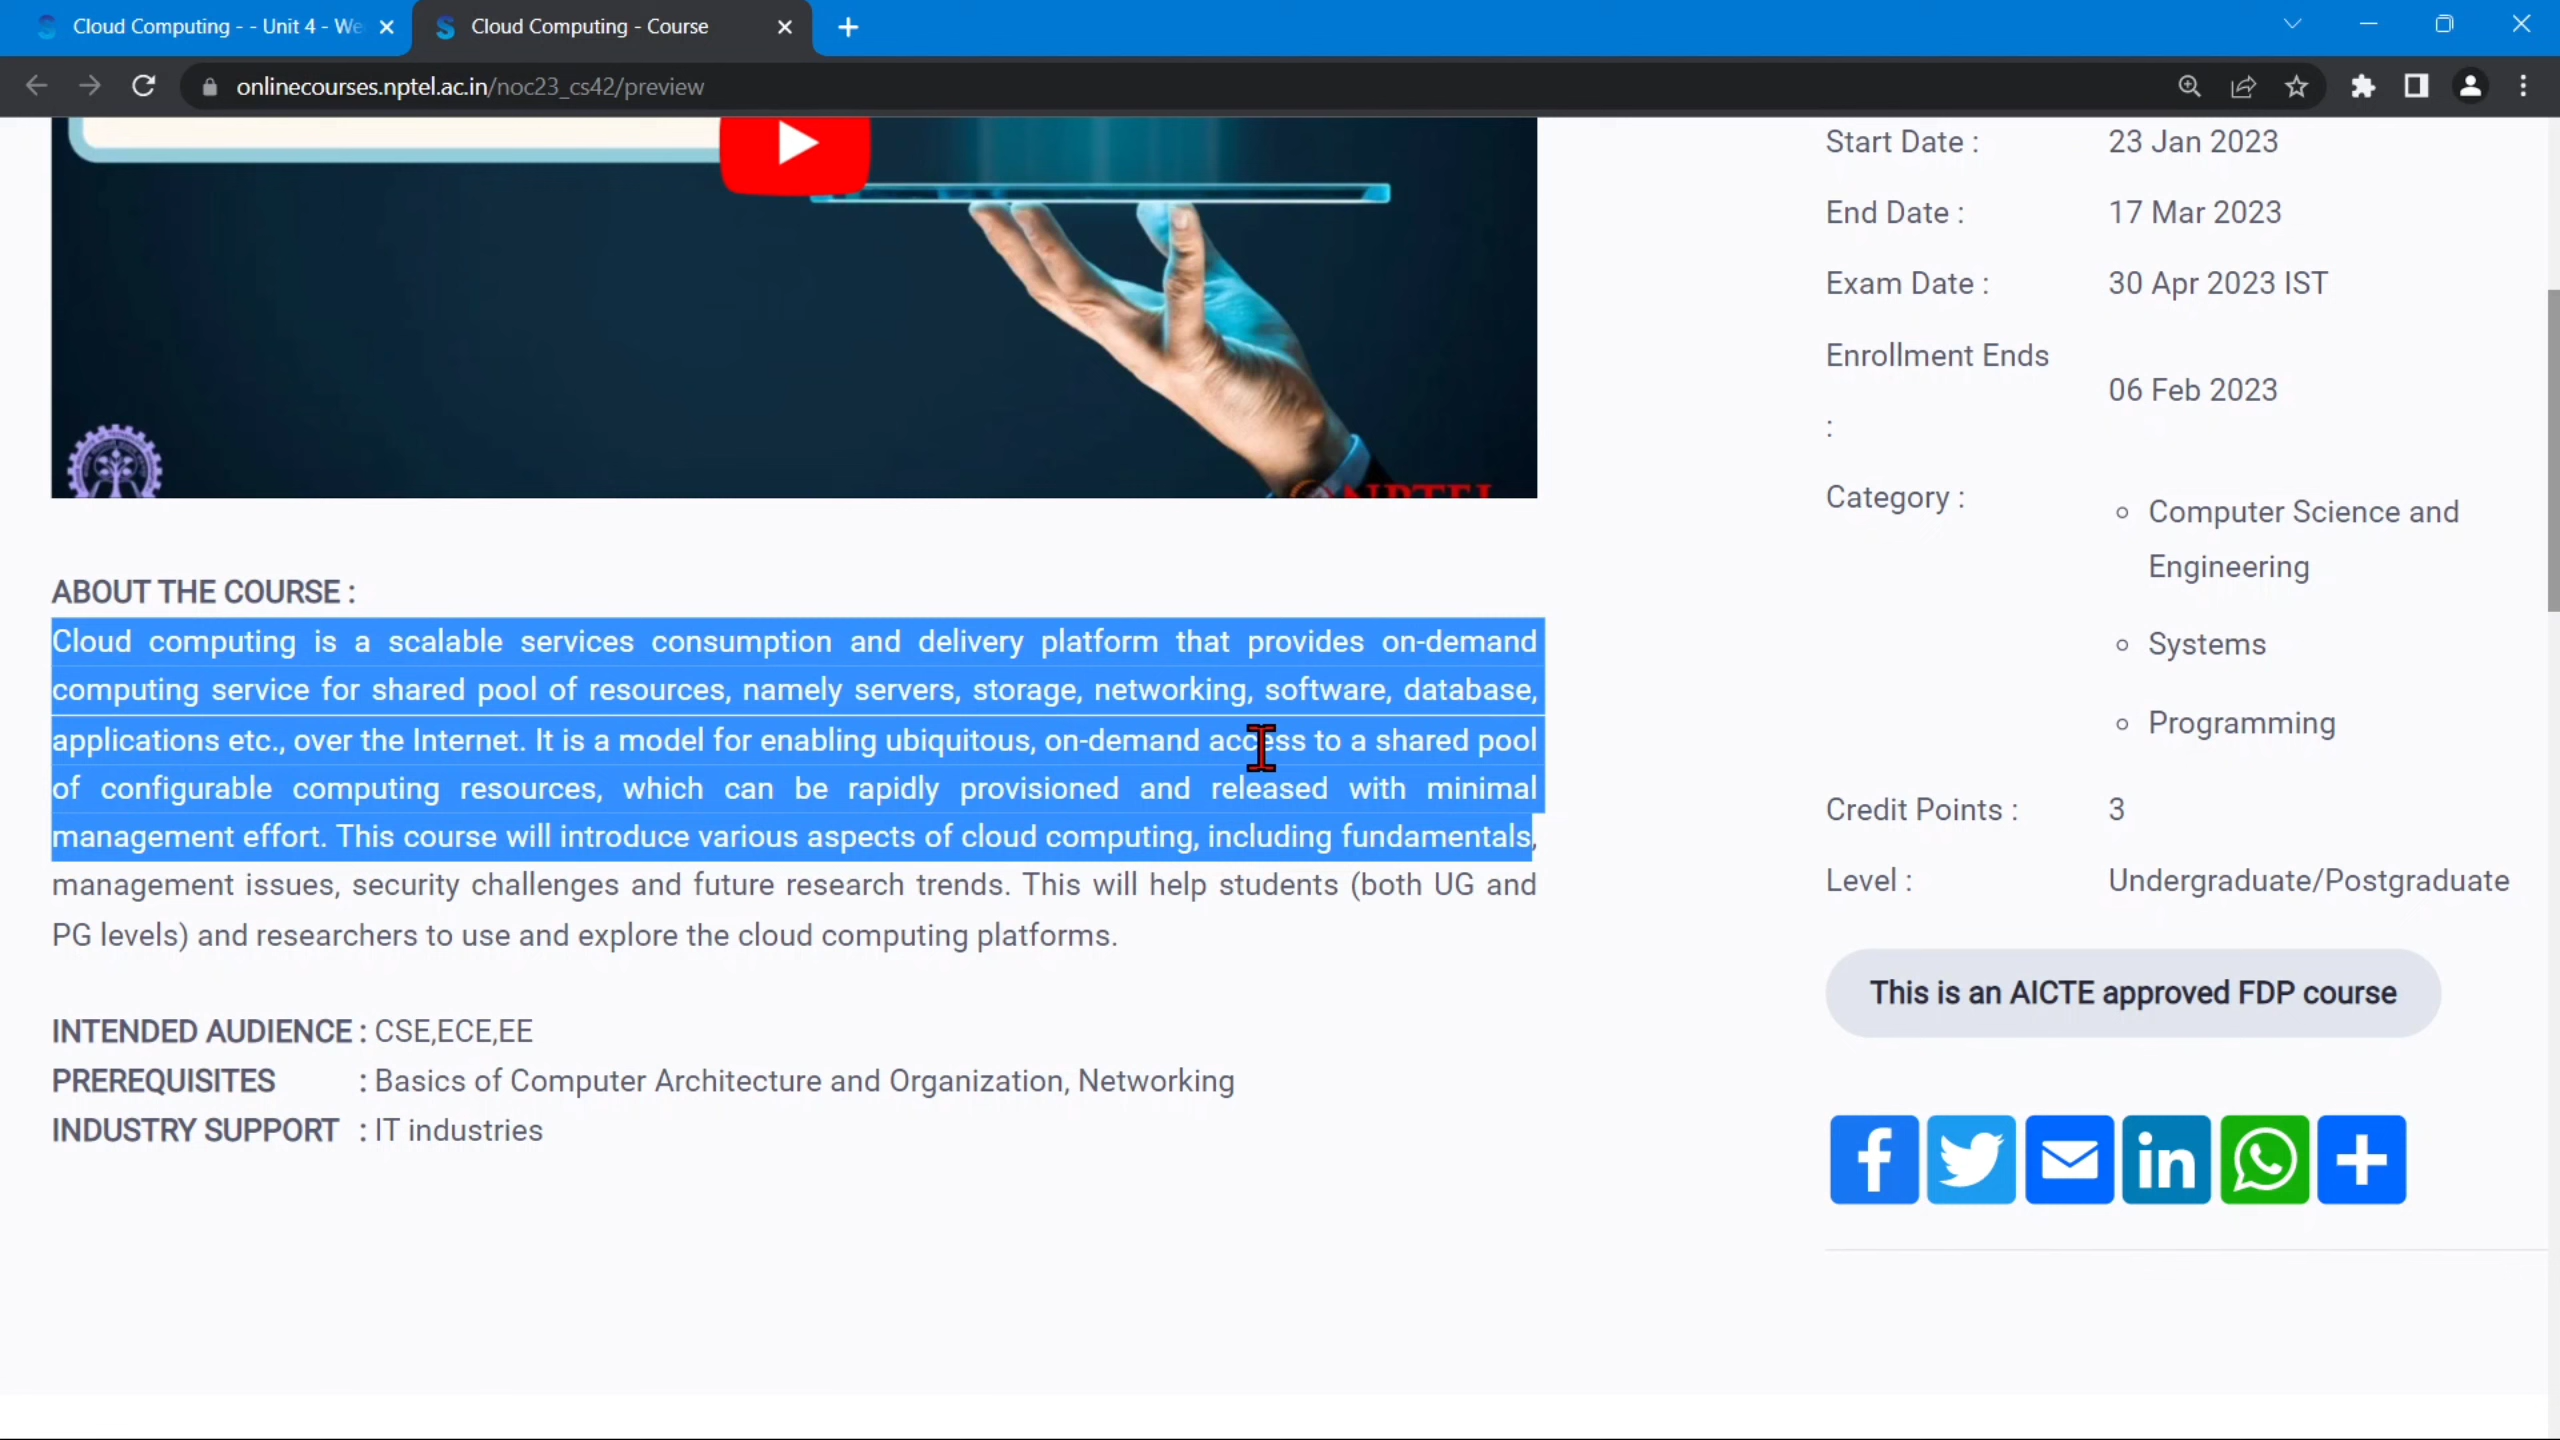 Cloud Computing - - Unit 4 - We
Cloud Computing - Course
onlinecourses.nptel.ac.in/noc23_cs42/preview
NPTEL
ABOUT THE COURSE :
Cloud computing is a scalable services consumption and delivery platform that provides on-demand
computing service for shared pool of resources, namely servers, storage, networking, software, database,
applications etc., over the Internet. It is a model for enabling ubiquitous, on-demand access to a shared pool
of configurable computing resources, which can be rapidly provisioned and released with minimal
management effort. This course will introduce various aspects of cloud computing, including fundamentals,
management issues, security challenges and future research trends. This will help students (both UG and
PG levels) and researchers to use and explore the cloud computing platforms.
INTENDED AUDIENCE : CSE,ECE,EE
PREREQUISITES : Basics of Computer Architecture and Organization, Networking
INDUSTRY SUPPORT : IT industries
Start Date : 23 Jan 2023
End Date : 17 Mar 2023
Exam Date : 30 Apr 2023 IST
Enrollment Ends
: 06 Feb 2023
Category :
Computer Science and
Engineering
Systems
Programming
Credit Points : 3
Level : Undergraduate/Postgraduate
This is an AICTE approved FDP course